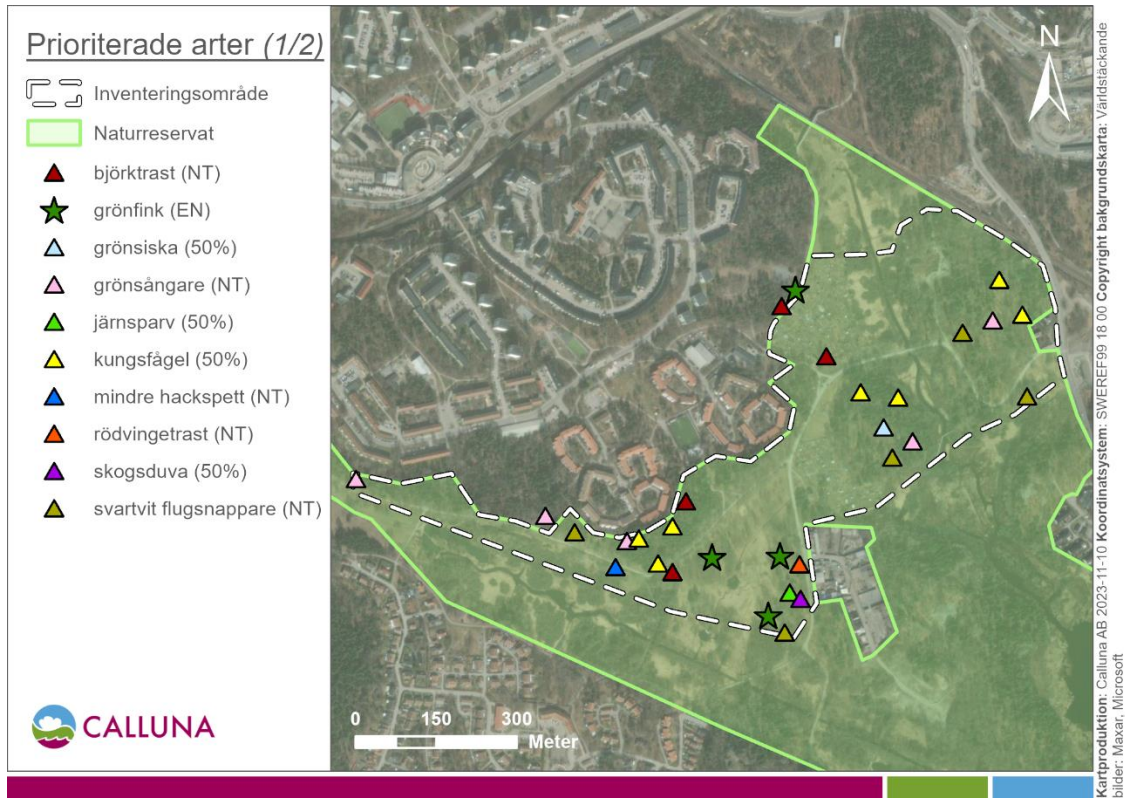 Prioriterade arter (1/2)
Inventeringsområde
Naturreservat
björktrast (NT)
grönfink (EN)
grönsiska (50%)
grönsångare (NT)
järnsparv (50%)
kungsfågel (50%)
mindre hackspett (NT)
rödvingetrast (NT)
skogsduva (50%)
svartvit flugsnappare (NT)
CALLUNA
N
0 150 300
Meter
Kartproduktion: Calluna AB 2023-11-10 Koordinatsystem: SWEREF99 18 00 Copyright bakgrundskarta: Världstäckande
bilder: Maxar, Microsoft